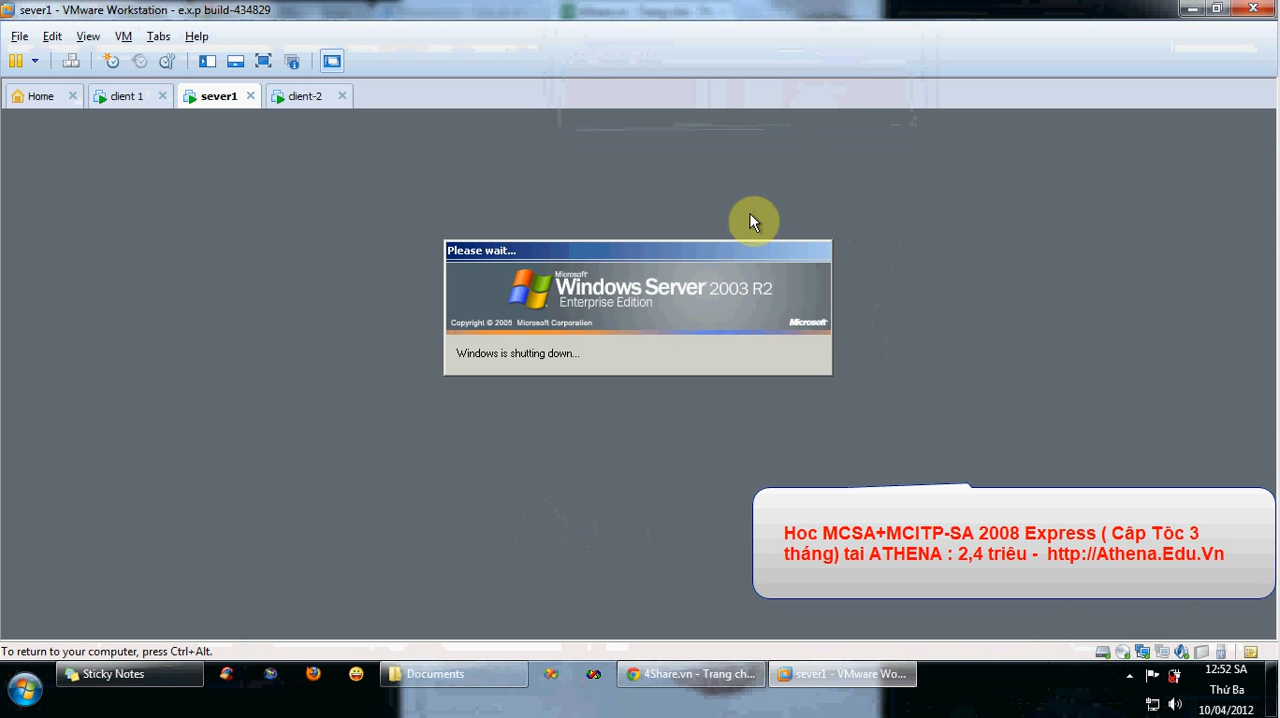 sever1 - VMware Workstation - e.x.p build-434829
File Edit View VM Tabs Help
Home client 1 sever1 client-2
Please wait...
Microsoft
Windows Server 2003 R2
Enterprise Edition
Copyright © 2005 Microsoft Corporation
Microsoft
Windows is shutting down...
Hoc MCSA+MCITP-SA 2008 Express ( Câp Tôc 3
tháng) tai ATHENA : 2,4 triêu - http://Athena.Edu.Vn
To return to your computer, press Ctrl+Alt.
Sticky Notes
Documents
4Share.vn - Trang ch...
sever1 - VMware Wo...
12:52 SA
Thứ Ba
10/04/2012